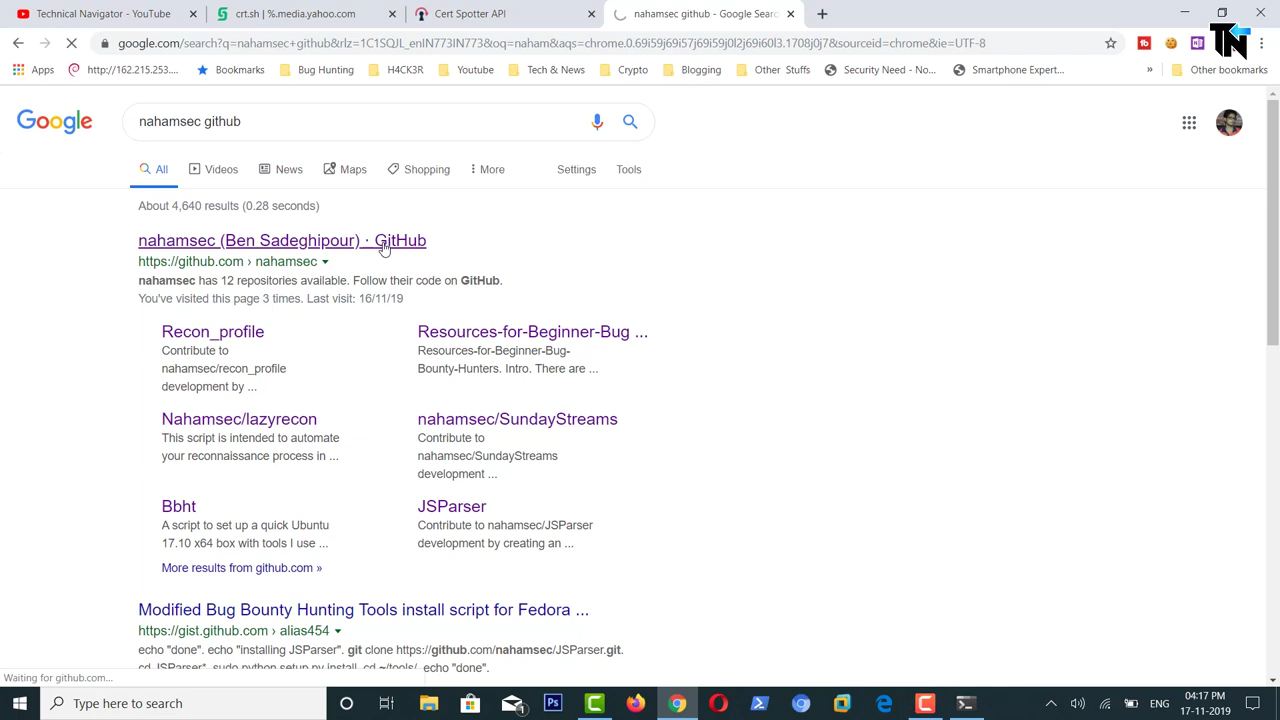 Technical Navigator - YouTube
crt.sh | %.media.yahoo.com
Cert Spotter API
nahamsec github - Google Searc
google.com/search?q=nahamsec+github&rlz=1C1SQJL_enIN773IN773&oq=naham&aqs=chrome.0.69i59j69i57j69i59j0l2j69i60l3.1708j0j7&sourceid=chrome&ie=UTF-8
TN
Apps
http://162.215.253....
Bookmarks
Bug Hunting
H4CK3R
Youtube
Tech & News
Crypto
Blogging
Other Stuffs
Security Need - No...
Smartphone Expert...
»
Other bookmarks
Google
nahamsec github
All
Videos
News
Maps
Shopping
More
Settings
Tools
About 4,640 results (0.28 seconds)
nahamsec (Ben Sadeghipour) · GitHub
https://github.com › nahamsec
nahamsec has 12 repositories available. Follow their code on GitHub.
You've visited this page 3 times. Last visit: 16/11/19
Recon_profile
Contribute to
nahamsec/recon_profile
development by ...
Resources-for-Beginner-Bug ...
Resources-for-Beginner-Bug-
Bounty-Hunters. Intro. There are ...
Nahamsec/lazyrecon
This script is intended to automate
your reconnaissance process in ...
nahamsec/SundayStreams
Contribute to
nahamsec/SundayStreams
development ...
Bbht
A script to set up a quick Ubuntu
17.10 x64 box with tools I use ...
JSParser
Contribute to nahamsec/JSParser
development by creating an ...
More results from github.com »
Modified Bug Bounty Hunting Tools install script for Fedora ...
https://gist.github.com › alias454
echo "done". echo "installing JSParser". git clone https://github.com/nahamsec/JSParser.git.
cd JSParser*. sudo python setup.py install. cd ~/tools/. echo "done".
Waiting for github.com...
Type here to search
1
Ps
ENG
04:17 PM
17-11-2019